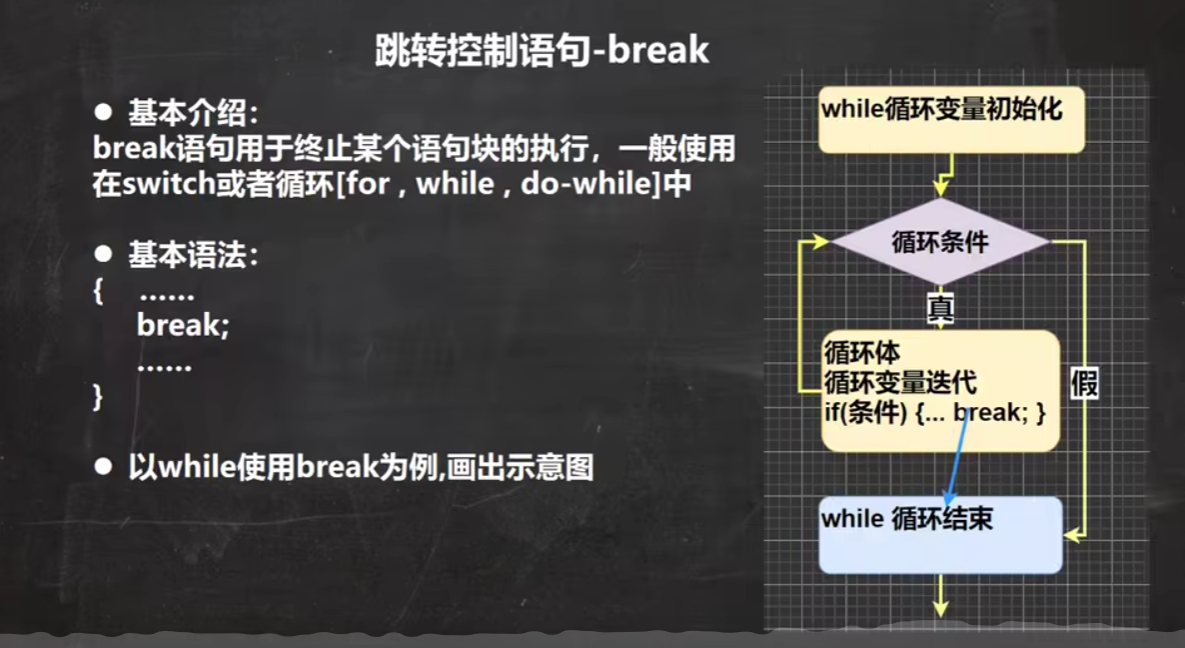 跳转控制语句-break
● 基本介绍：
break语句用于终止某个语句块的执行，一般使用
在switch或者循环[for , while , do-while]中
● 基本语法：
{ ......
break;
......
}
● 以while使用break为例,画出示意图
while循环变量初始化
循环条件
真
假
循环体
循环变量迭代
if(条件) {... break; }
while 循环结束